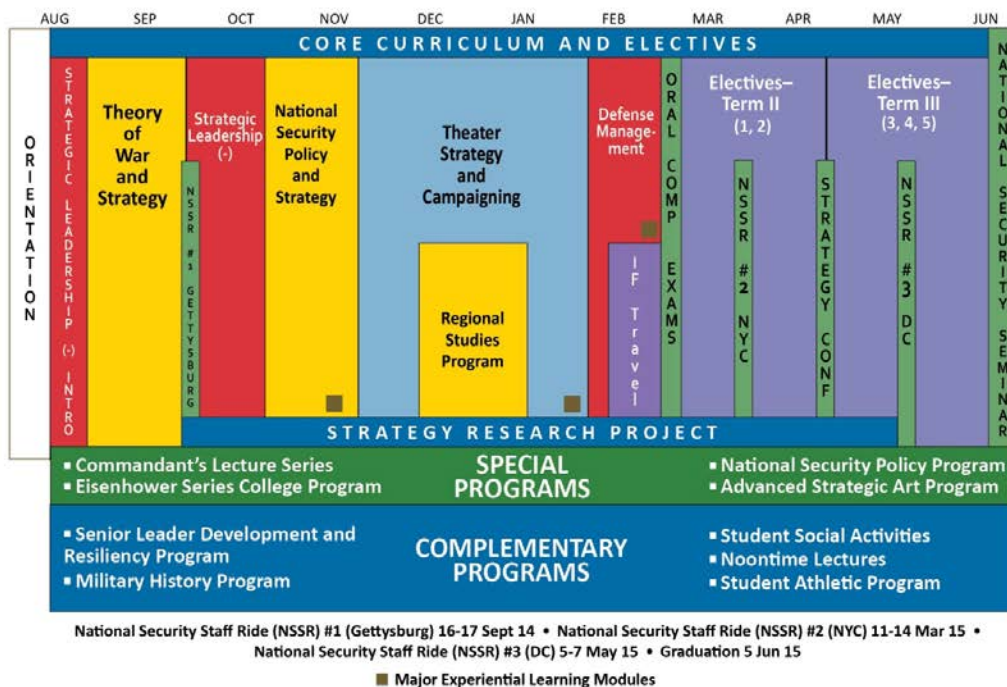 AUG SEP OCT NOV DEC JAN FEB MAR APR MAY JUN
CORE CURRICULUM AND ELECTIVES
ORIENTATION
STRATEGIC LEADERSHIP (-) INTRO
Theory
of
War
and
Strategy
NSSR #1 GETTYSBURG
Strategic
Leadership
(-)
National
Security
Policy
and
Strategy
Theater
Strategy
and
Campaigning
Regional
Studies
Program
Defense
Manage-
ment
IF Travel
ORAL COMP EXAMS
Electives–
Term II
(1, 2)
NSSR #2 NYC
STRATEGY CONF
Electives–
Term III
(3, 4, 5)
NSSR #3 DC
NATIONAL SECURITY SEMINAR
STRATEGY RESEARCH PROJECT
▪ Commandant's Lecture Series
▪ Eisenhower Series College Program
SPECIAL
PROGRAMS
▪ National Security Policy Program
▪ Advanced Strategic Art Program
▪ Senior Leader Development and
Resiliency Program
▪ Military History Program
COMPLEMENTARY
PROGRAMS
▪ Student Social Activities
▪ Noontime Lectures
▪ Student Athletic Program
National Security Staff Ride (NSSR) #1 (Gettysburg) 16-17 Sept 14 • National Security Staff Ride (NSSR) #2 (NYC) 11-14 Mar 15 •
National Security Staff Ride (NSSR) #3 (DC) 5-7 May 15 • Graduation 5 Jun 15
Major Experiential Learning Modules